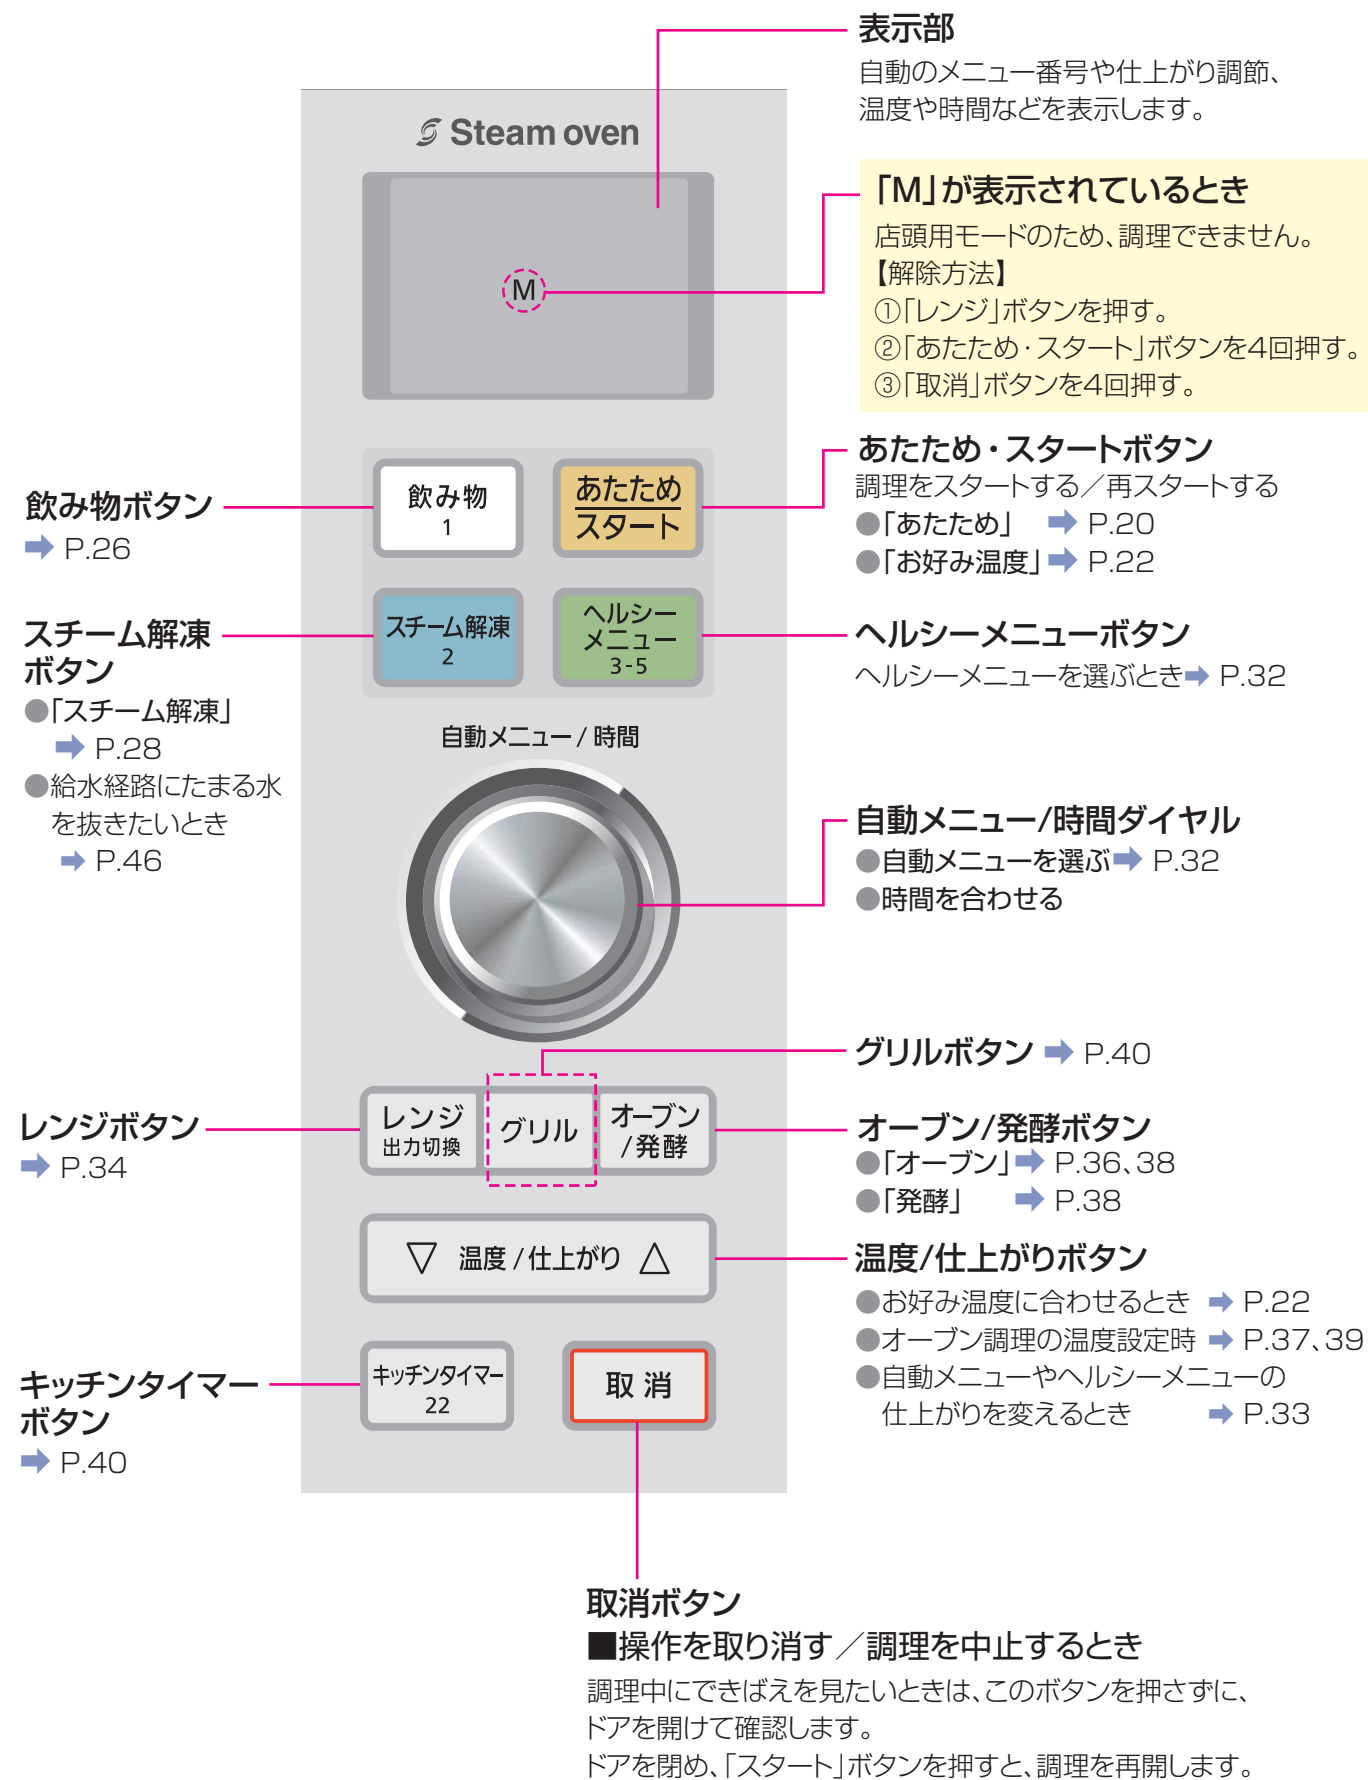 表示部
自動のメニュー番号や仕上がり調節、
温度や時間などを表示します。
Steam oven
M
「M」が表示されているとき
店頭用モードのため、調理できません。
【解除方法】
①「レンジ」ボタンを押す。
②「あたため・スタート」ボタンを4回押す。
③「取消」ボタンを4回押す。
飲み物ボタン
➡ P.26
飲み物
1
あたため
スタート
あたため・スタートボタン
調理をスタートする／再スタートする
●「あたため」 ➡ P.20
●「お好み温度」➡ P.22
スチーム解凍
ボタン
●「スチーム解凍」
➡ P.28
●給水経路にたまる水
を抜きたいとき
➡ P.46
スチーム解凍
2
ヘルシー
メニュー
3-5
ヘルシーメニューボタン
ヘルシーメニューを選ぶとき➡ P.32
自動メニュー / 時間
自動メニュー/時間ダイヤル
●自動メニューを選ぶ➡ P.32
●時間を合わせる
グリルボタン ➡ P.40
レンジボタン
➡ P.34
レンジ
出力切換
グリル
オーブン
/発酵
オーブン/発酵ボタン
●「オーブン」➡ P.36、38
●「発酵」 ➡ P.38
▽ 温度 / 仕上がり △
温度/仕上がりボタン
●お好み温度に合わせるとき ➡ P.22
●オーブン調理の温度設定時 ➡ P.37、39
●自動メニューやヘルシーメニューの
仕上がりを変えるとき ➡ P.33
キッチンタイマー
ボタン
➡ P.40
キッチンタイマー
22
取消
取消ボタン
■操作を取り消す／調理を中止するとき
調理中にできばえを見たいときは、このボタンを押さずに、
ドアを開けて確認します。
ドアを閉め、「スタート」ボタンを押すと、調理を再開します。